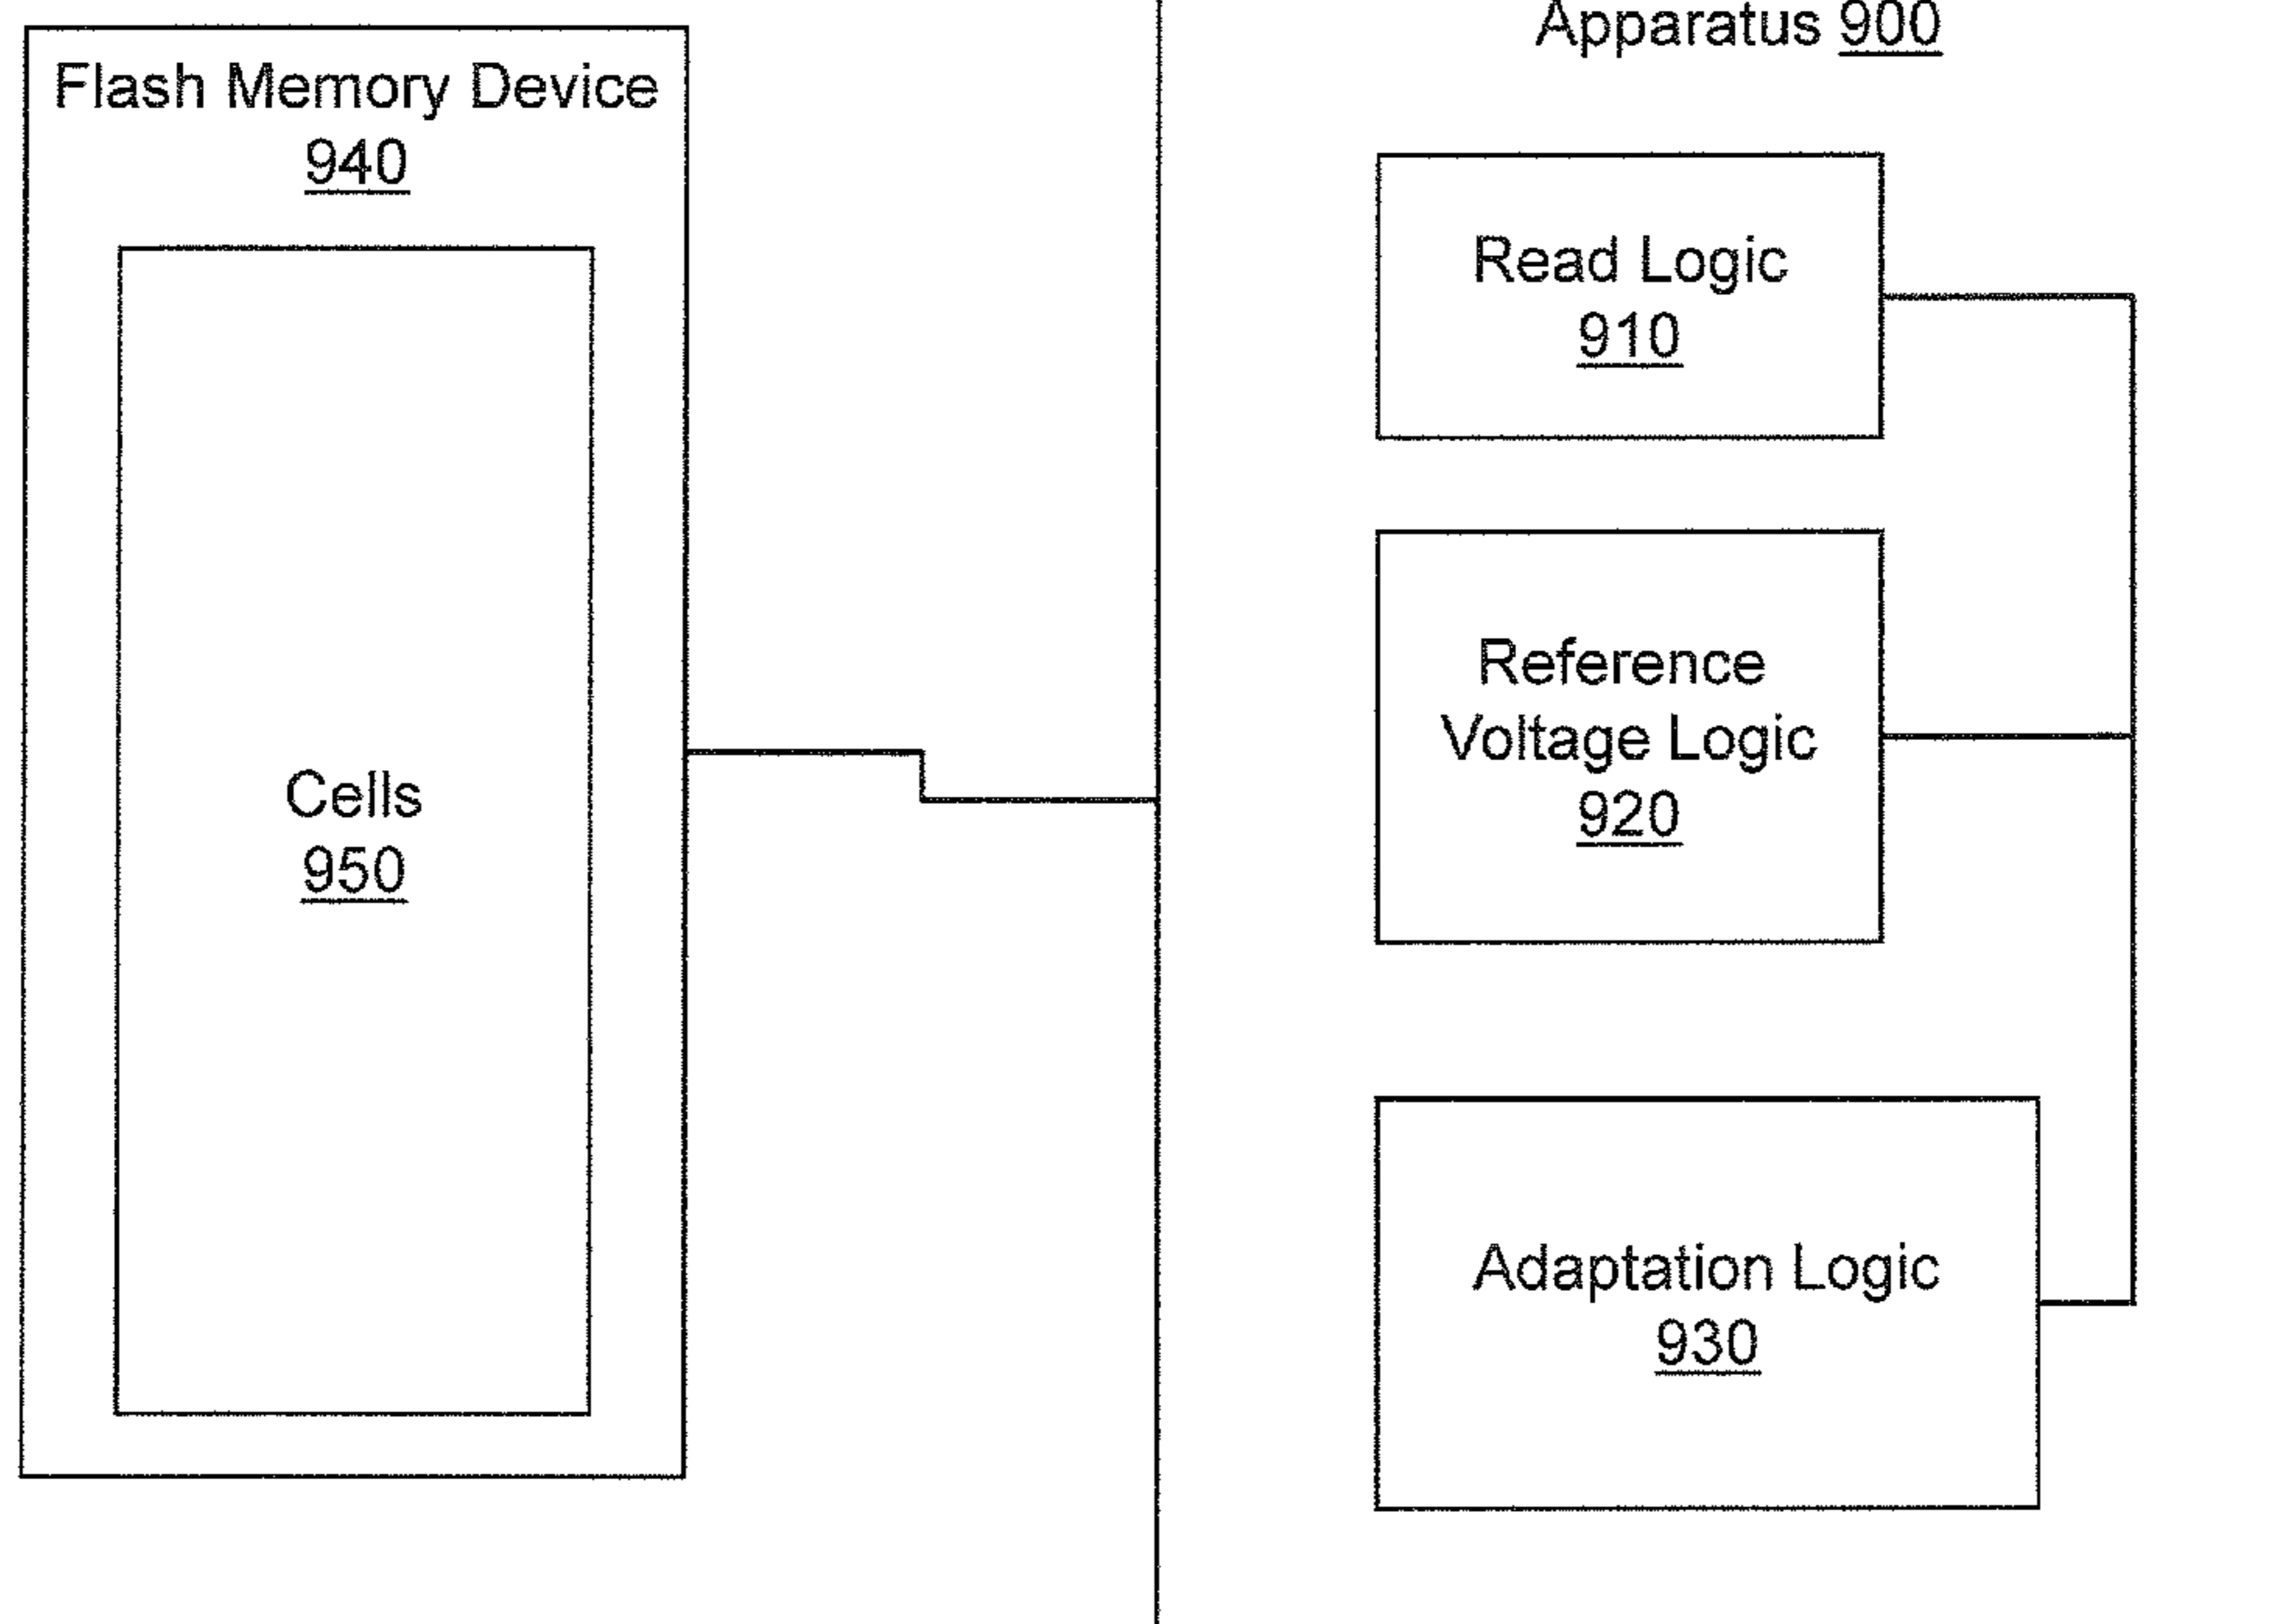 Flash Memory Device
940
Cells
950
Apparatus 900
Read Logic
910
Reference
Voltage Logic
920
Adaptation Logic
930